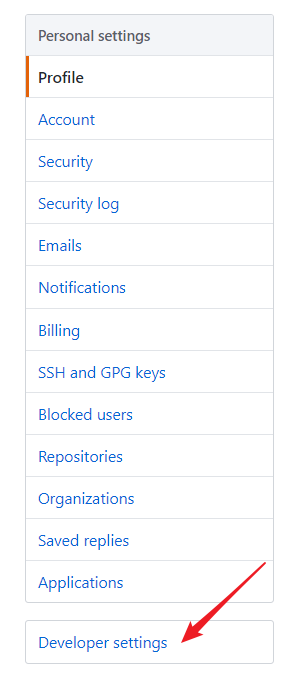 Personal settings
Profile
Account
Security
Security log
Emails
Notifications
Billing
SSH and GPG keys
Blocked users
Repositories
Organizations
Saved replies
Applications
Developer settings